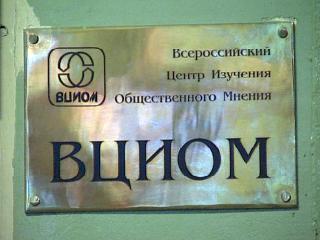 Всероссийский
Центр Изучения
Общественного Мнения
ВЦИОМ
ВЦИОМ